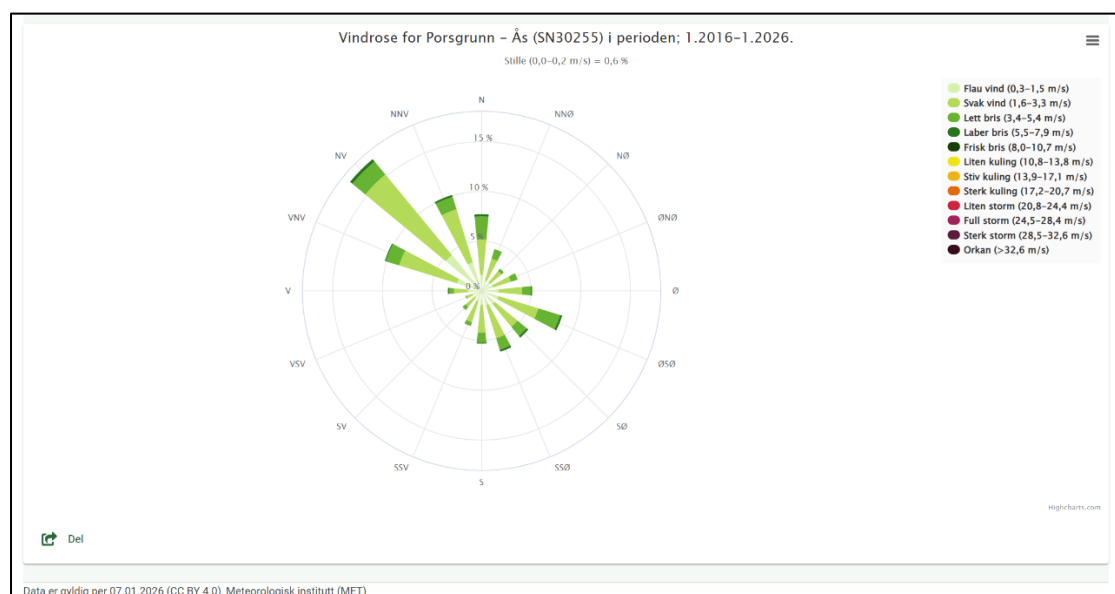 Vindrose for Porsgrunn – Ås (SN30255) i perioden; 1.2016–1.2026.
Stille (0,0–0,2 m/s) = 0,6 %
Flau vind (0,3–1,5 m/s)
Svak vind (1,6–3,3 m/s)
Lett bris (3,4–5,4 m/s)
Laber bris (5,5–7,9 m/s)
Frisk bris (8,0–10,7 m/s)
Liten kuling (10,8–13,8 m/s)
Stiv kuling (13,9–17,1 m/s)
Sterk kuling (17,2–20,7 m/s)
Liten storm (20,8–24,4 m/s)
Full storm (24,5–28,4 m/s)
Sterk storm (28,5–32,6 m/s)
Orkan (>32,6 m/s)
N
NNØ
NØ
ØNØ
Ø
ØSØ
SØ
SSØ
S
SSV
SV
VSV
V
VNV
NV
NNV
15 %
10 %
5 %
0 %
Highcharts.com
Del
Data er gyldig per 07.01.2026 (CC BY 4.0), Meteorologisk institutt (MET)